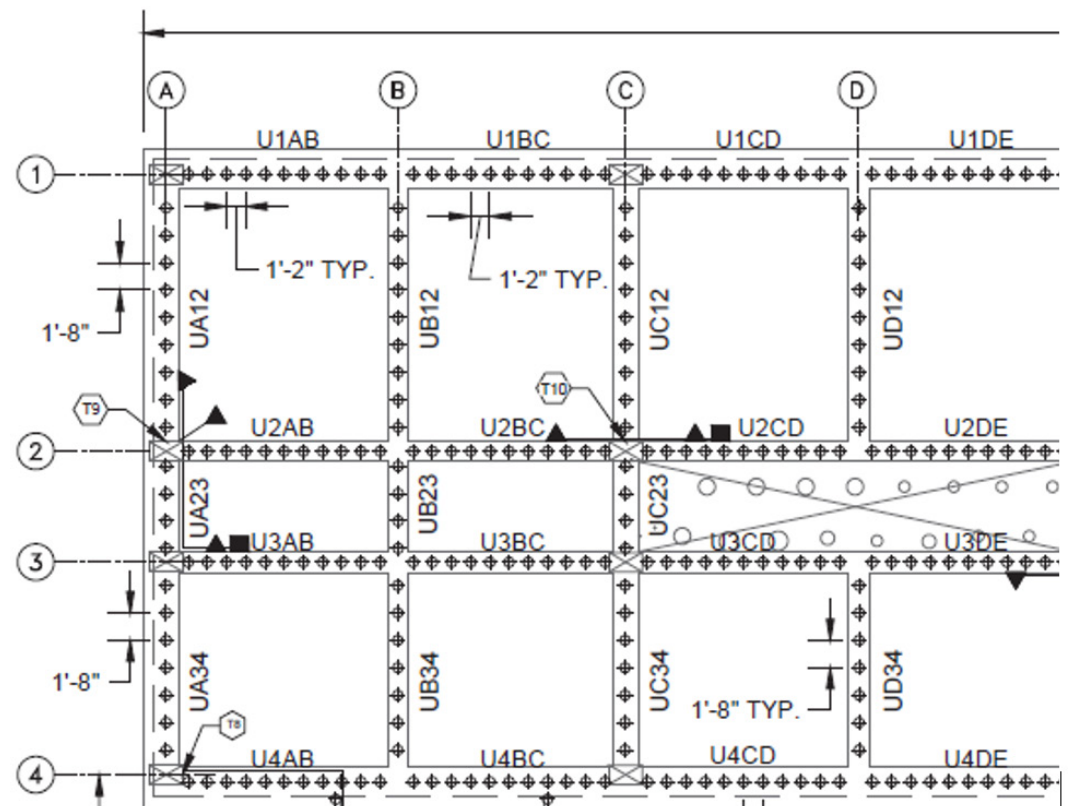 A B C D
U1AB U1BC U1CD U1DE
1
1'-2" TYP. 1'-2" TYP.
1'-8"
UA12 UB12 UC12 UD12
T9 T10
U2AB U2BC U2CD U2DE
2
UA23 UB23 UC23
U3AB U3BC U3CD U3DE
3
1'-8"
UA34 UB34 UC34 UD34
1'-8" TYP.
T8
U4AB U4BC U4CD U4DE
4